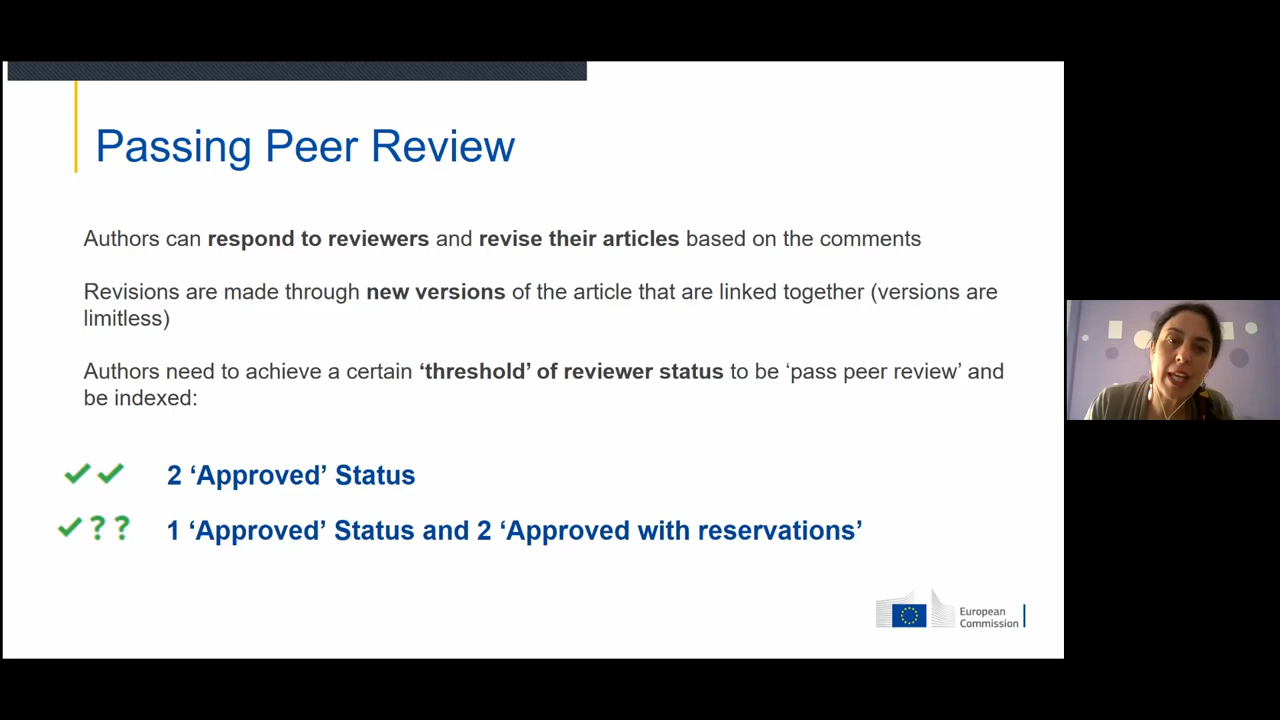 Passing Peer Review
Authors can respond to reviewers and revise their articles based on the comments
Revisions are made through new versions of the article that are linked together (versions are
limitless)
Authors need to achieve a certain ‘threshold’ of reviewer status to be ‘pass peer review’ and
be indexed:
2 ‘Approved’ Status
? ? 1 ‘Approved’ Status and 2 ‘Approved with reservations’
European
Commission